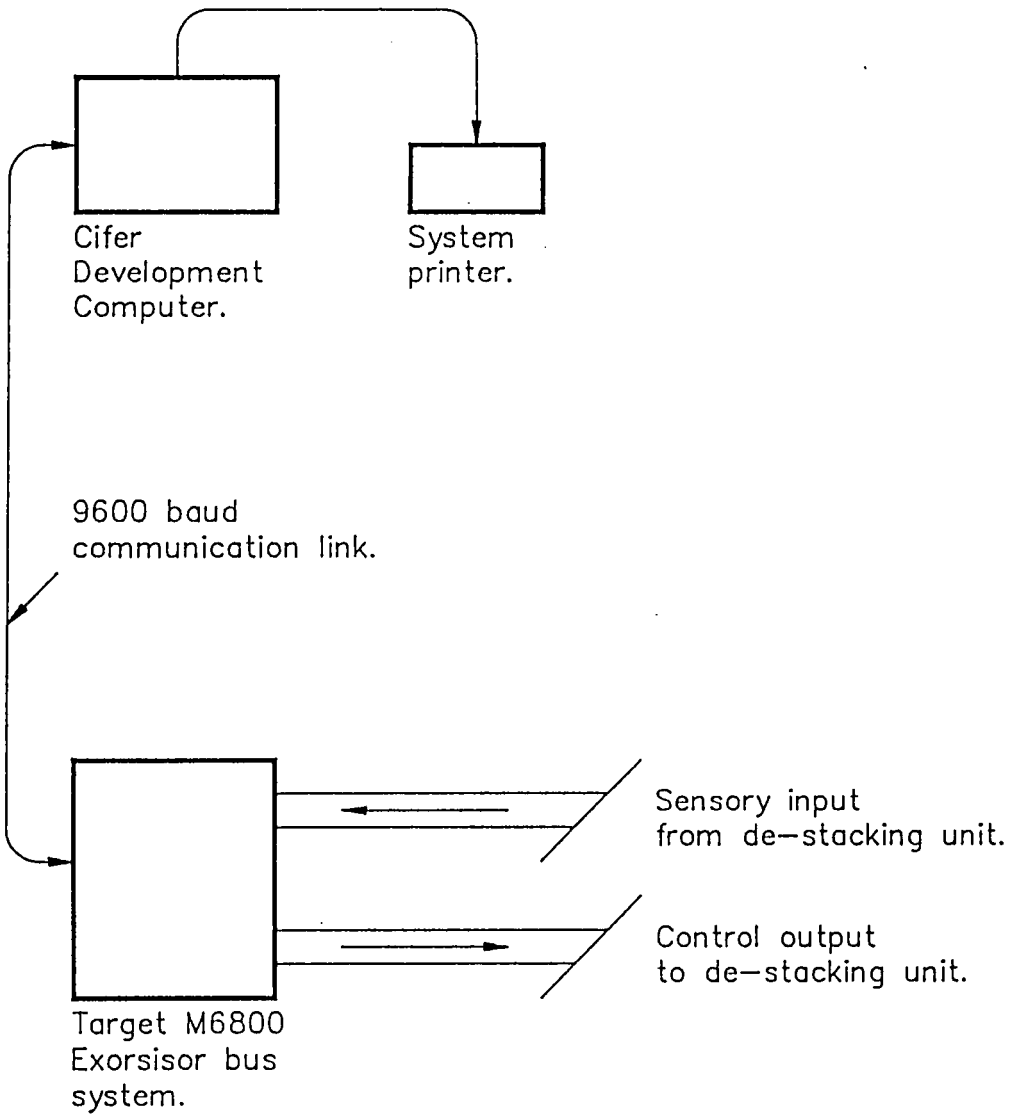 Cifer
Development
Computer.
System
printer.
9600 baud
communication link.
Sensory input
from de-stacking unit.
Control output
to de-stacking unit.
Target M6800
Exorsisor bus
system.